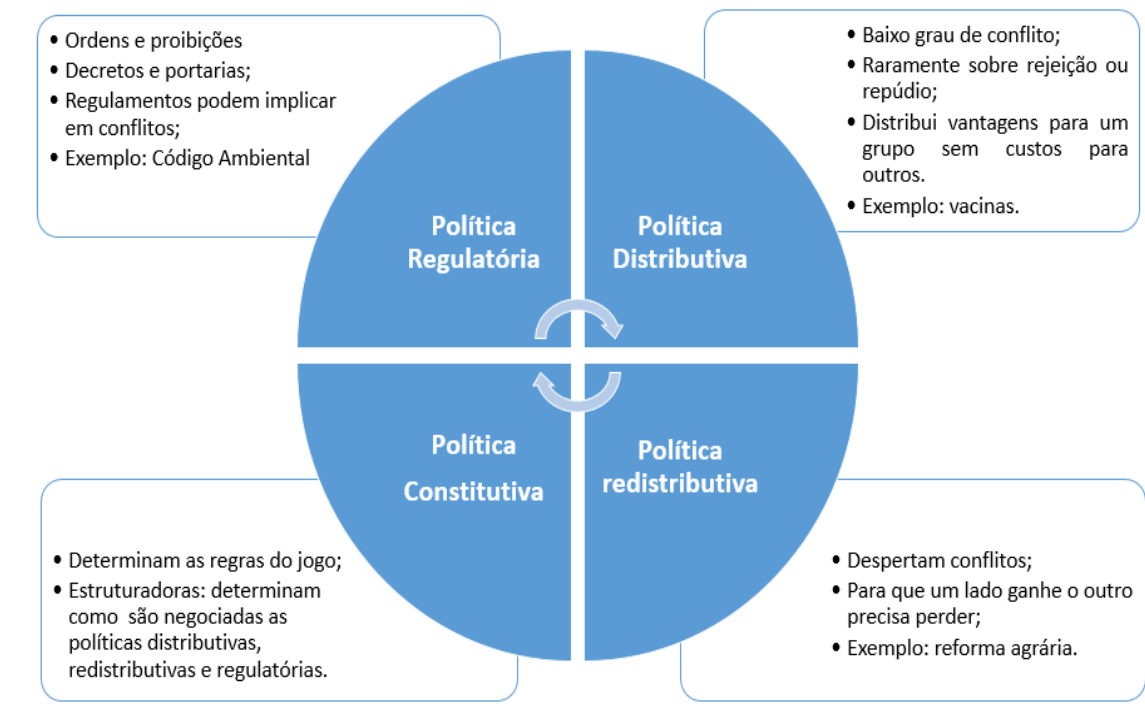 • Ordens e proibições
• Decretos e portarias;
• Regulamentos podem implicar
em conflitos;
• Exemplo: Código Ambiental
• Baixo grau de conflito;
• Raramente sobre rejeição ou
repúdio;
• Distribui vantagens para um
grupo sem custos para
outros.
• Exemplo: vacinas.
Política
Regulatória
Política
Distributiva
Política
Constitutiva
Política
redistributiva
• Determinam as regras do jogo;
• Estruturadoras: determinam
como são negociadas as
políticas distributivas,
redistributivas e regulatórias.
• Despertam conflitos;
• Para que um lado ganhe o outro
precisa perder;
• Exemplo: reforma agrária.